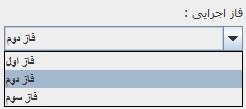 فاز اجرایی :
فاز دوم
فاز اول
فاز دوم
فاز سوم